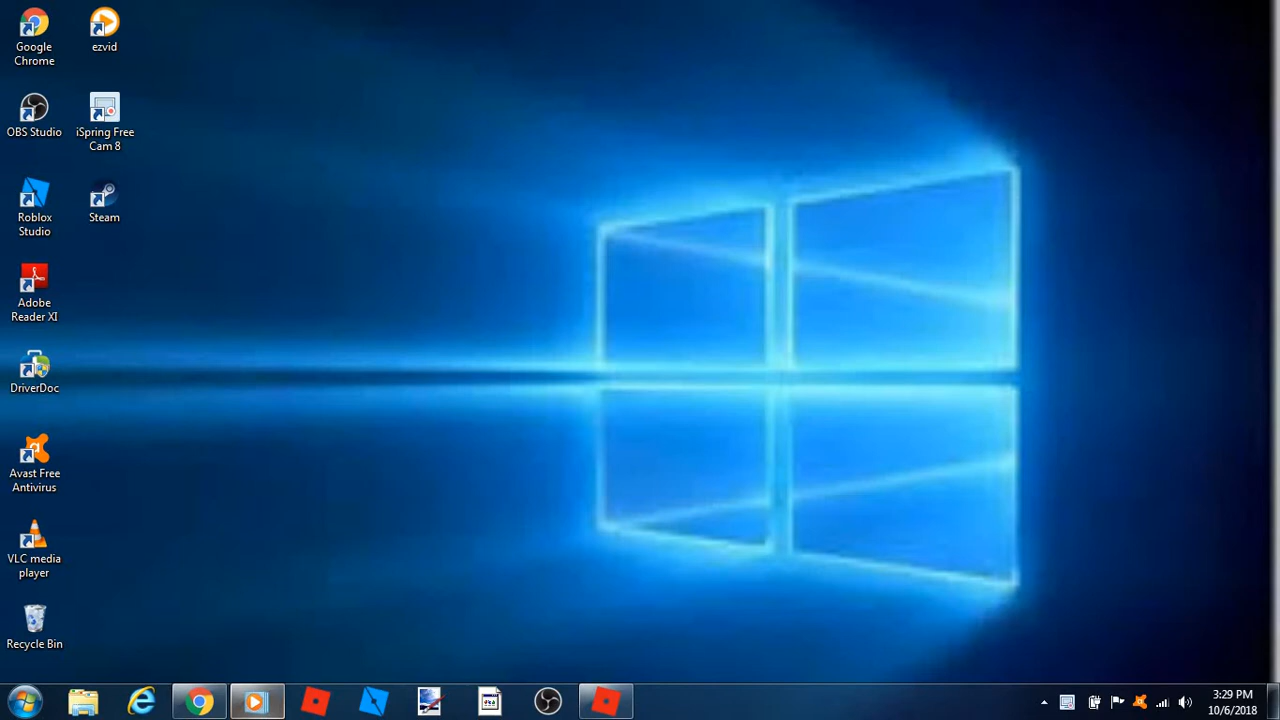 Google
Chrome
ezvid
OBS Studio
iSpring Free
Cam 8
Roblox
Studio
Steam
Adobe
Reader XI
DriverDoc
Avast Free
Antivirus
VLC media
player
Recycle Bin
3:29 PM
10/6/2018